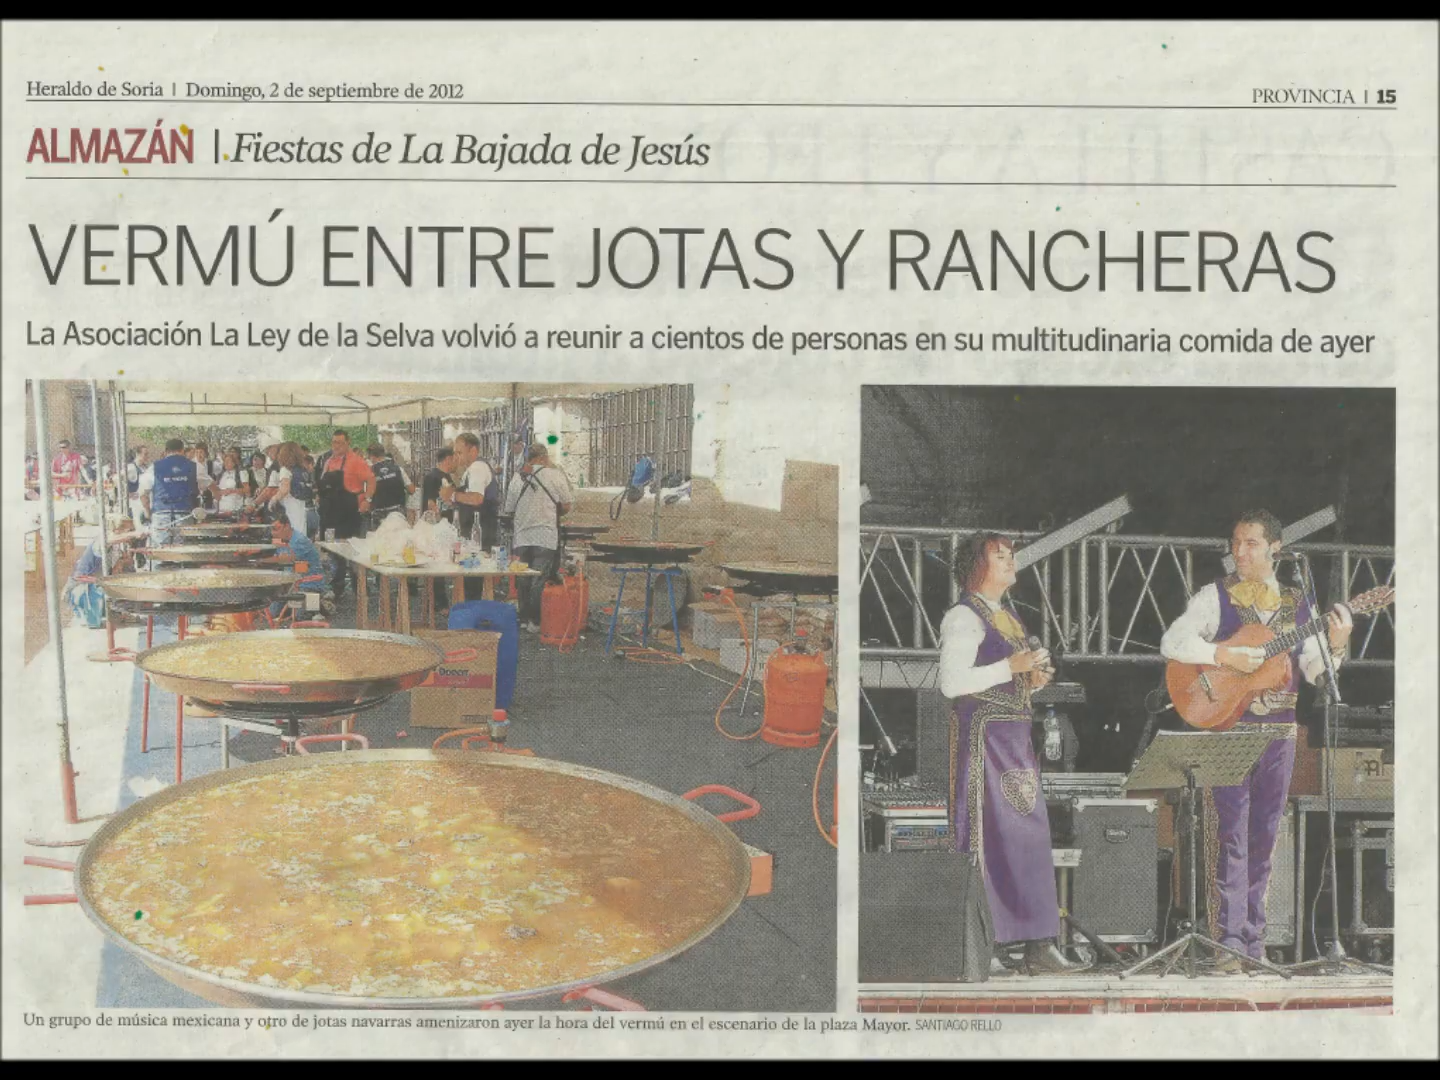 Heraldo de Soria | Domingo, 2 de septiembre de 2012
PROVINCIA | 15
ALMAZÁN | Fiestas de La Bajada de Jesús
VERMÚ ENTRE JOTAS Y RANCHERAS
La Asociación La Ley de la Selva volvió a reunir a cientos de personas en su multitudinaria comida de ayer
DODOT
Un grupo de música mexicana y otro de jotas navarras amenizaron ayer la hora del vermú en el escenario de la plaza Mayor. SANTIAGO RELLO